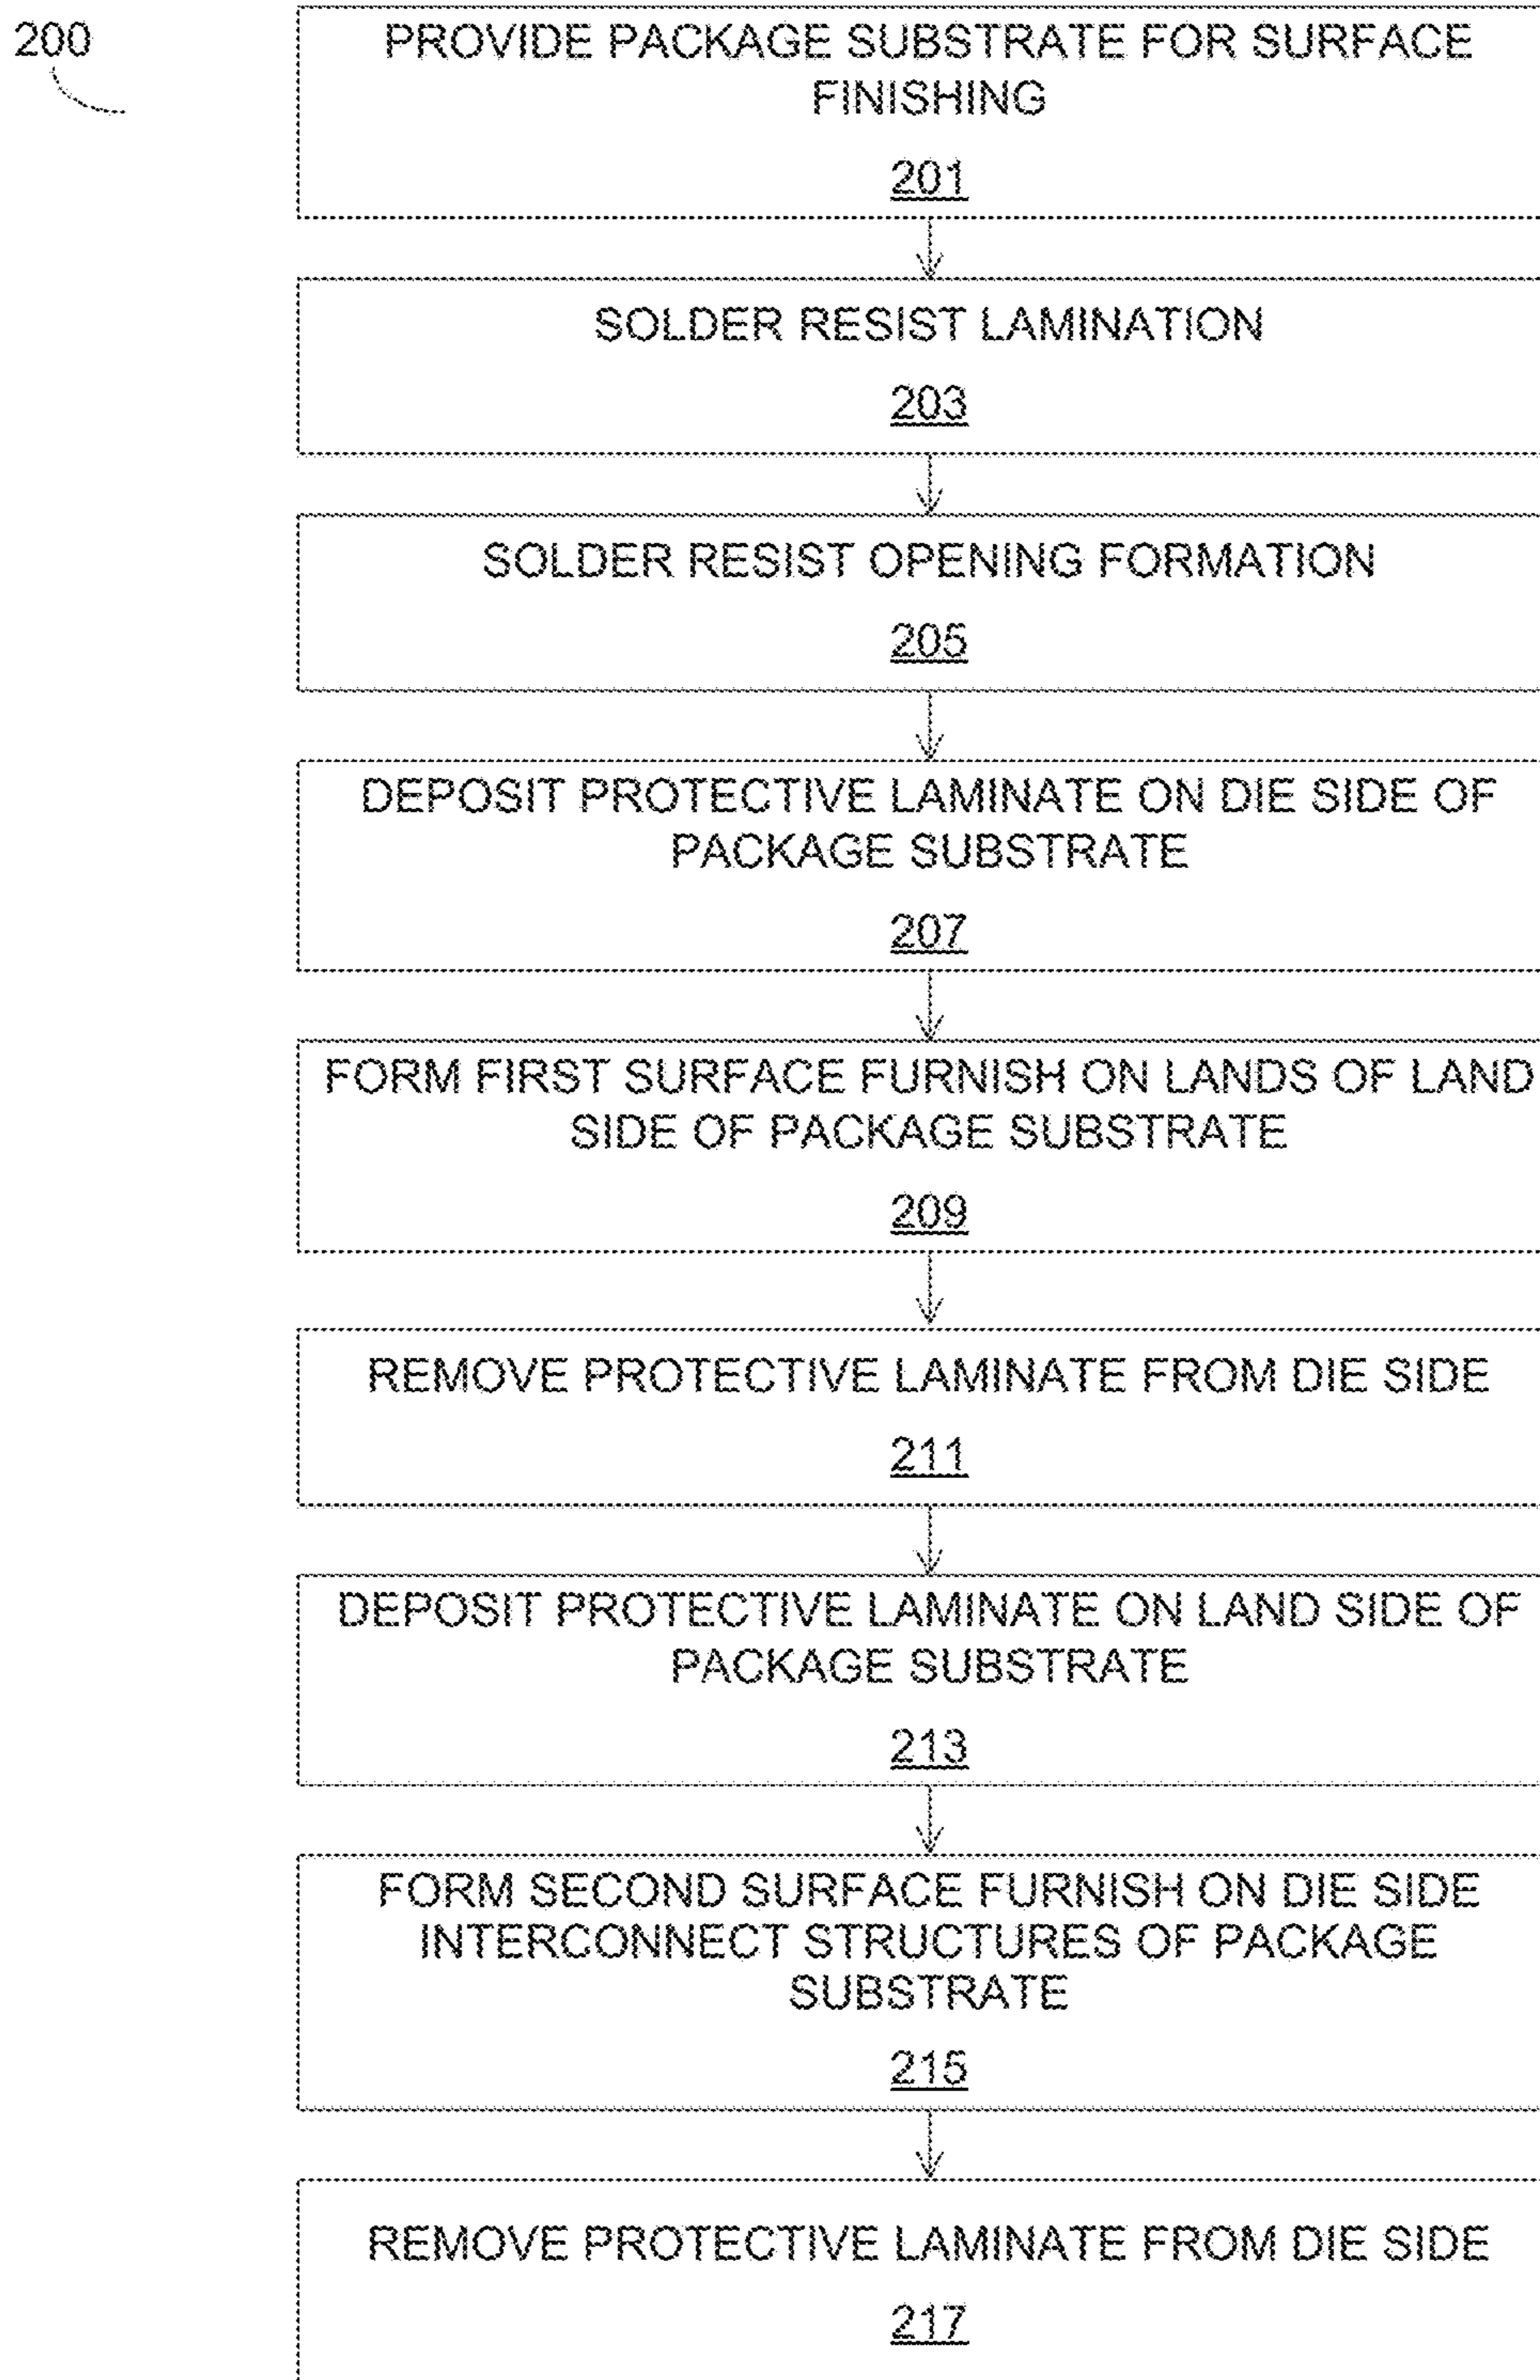 200
PROVIDE PACKAGE SUBSTRATE FOR SURFACE
FINISHING
201
SOLDER RESIST LAMINATION
203
SOLDER RESIST OPENING FORMATION
205
DEPOSIT PROTECTIVE LAMINATE ON DIE SIDE OF
PACKAGE SUBSTRATE
207
FORM FIRST SURFACE FURNISH ON LANDS OF LAND
SIDE OF PACKAGE SUBSTRATE
209
REMOVE PROTECTIVE LAMINATE FROM DIE SIDE
211
DEPOSIT PROTECTIVE LAMINATE ON LAND SIDE OF
PACKAGE SUBSTRATE
213
FORM SECOND SURFACE FURNISH ON DIE SIDE
INTERCONNECT STRUCTURES OF PACKAGE
SUBSTRATE
215
REMOVE PROTECTIVE LAMINATE FROM DIE SIDE
217